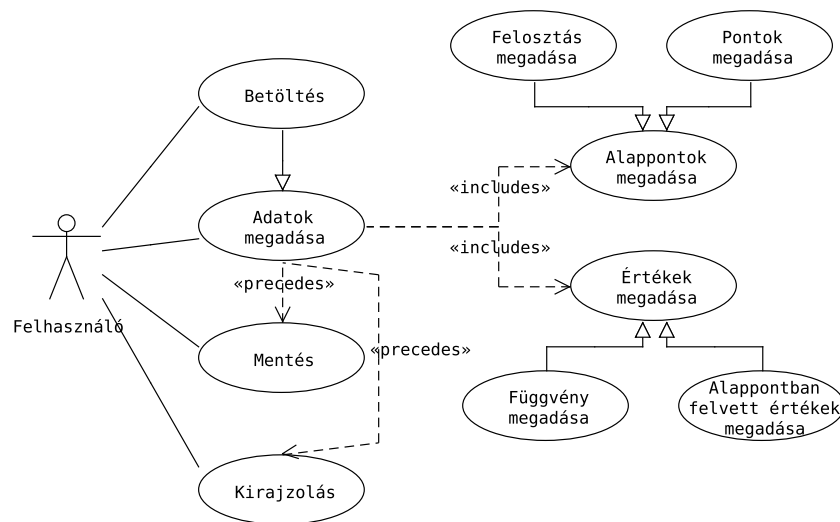 Felosztás
megadása
Pontok
megadása
Betöltés
Alappontok
megadása
«includes»
Adatok
megadása
«includes»
Értékek
megadása
«precedes»
Felhasználó
Mentés
«precedes»
Függvény
megadása
Alappontban
felvett értékek
megadása
Kirajzolás